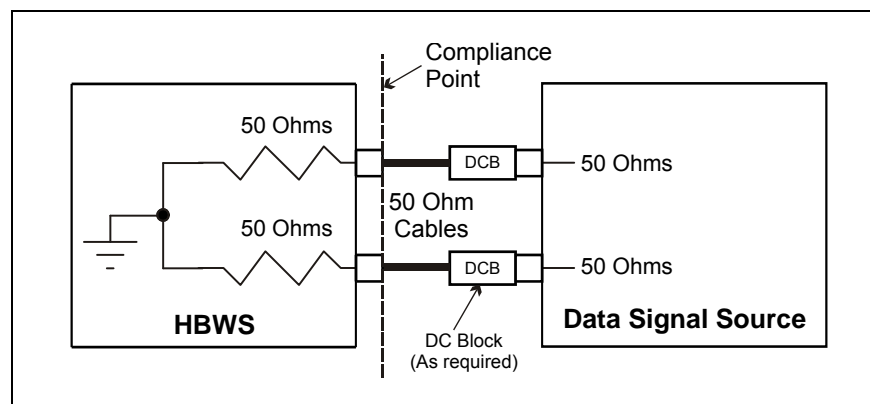 Compliance
Point
50 Ohms
DCB
50 Ohms
50 Ohm
Cables
50 Ohms
DCB
50 Ohms
HBWS
Data Signal Source
DC Block
(As required)